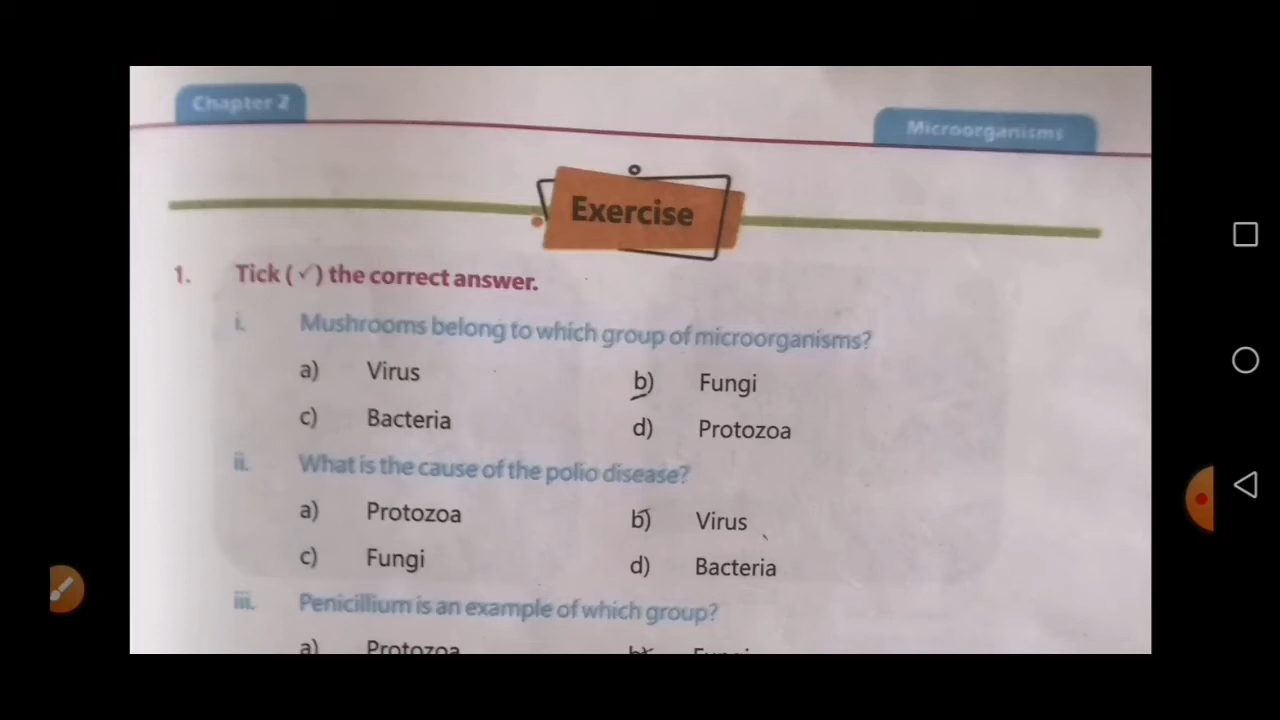 Chapter 2
Microorganisms
Exercise
1. Tick (✓) the correct answer.
i. Mushrooms belong to which group of microorganisms?
a) Virus b) Fungi
c) Bacteria d) Protozoa
ii. What is the cause of the polio disease?
a) Protozoa b) Virus
c) Fungi d) Bacteria
iii. Penicillium is an example of which group?
a) Protozoa b) Fungi